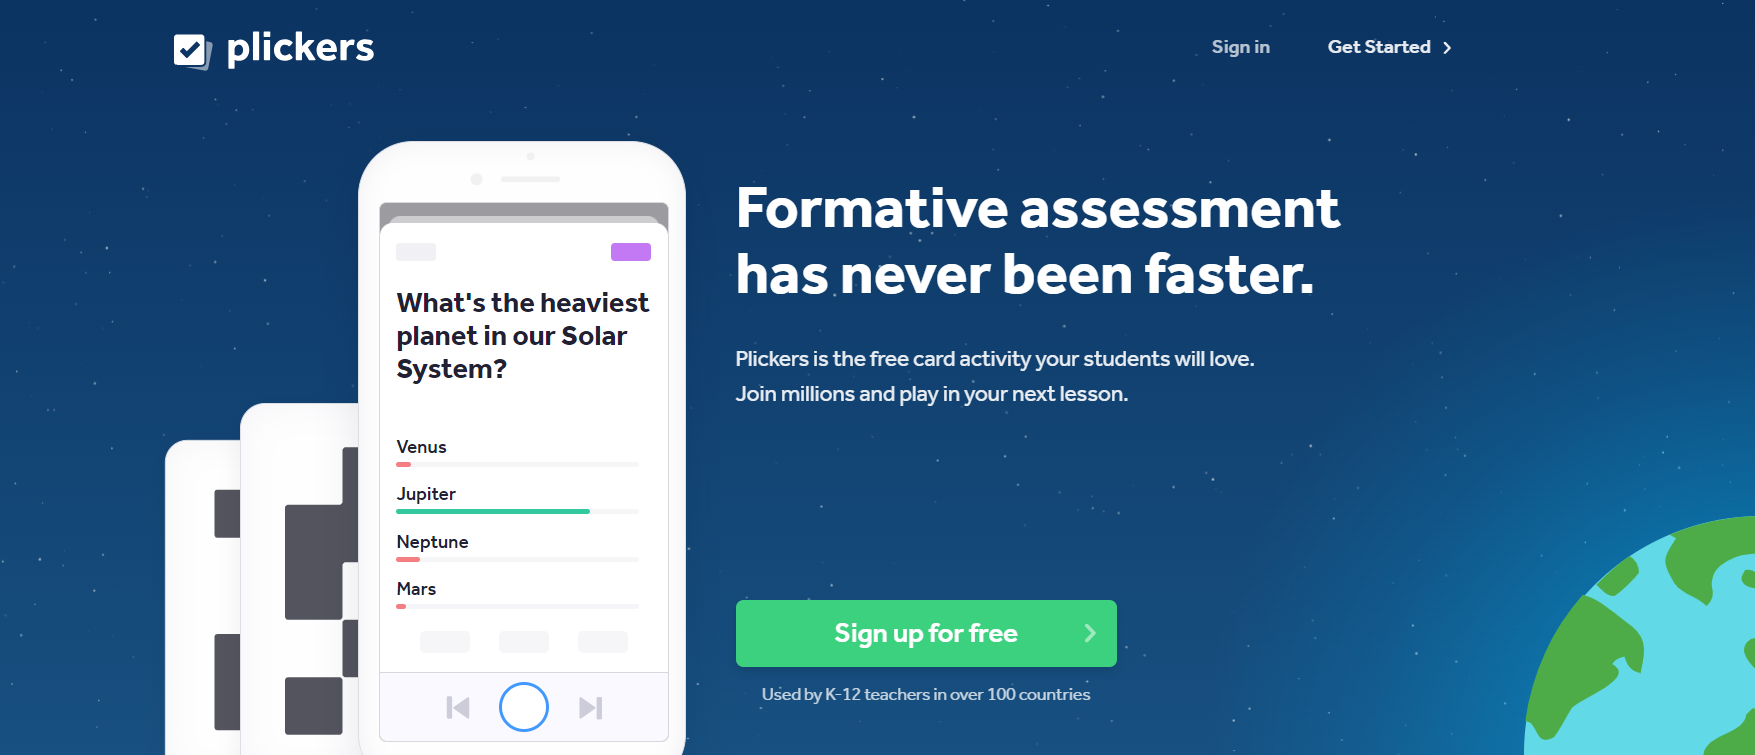 plickers
Sign in
Get Started
Formative assessment
has never been faster.
Plickers is the free card activity your students will love.
Join millions and play in your next lesson.
Sign up for free
Used by K-12 teachers in over 100 countries
What's the heaviest
planet in our Solar
System?
Venus
Jupiter
Neptune
Mars